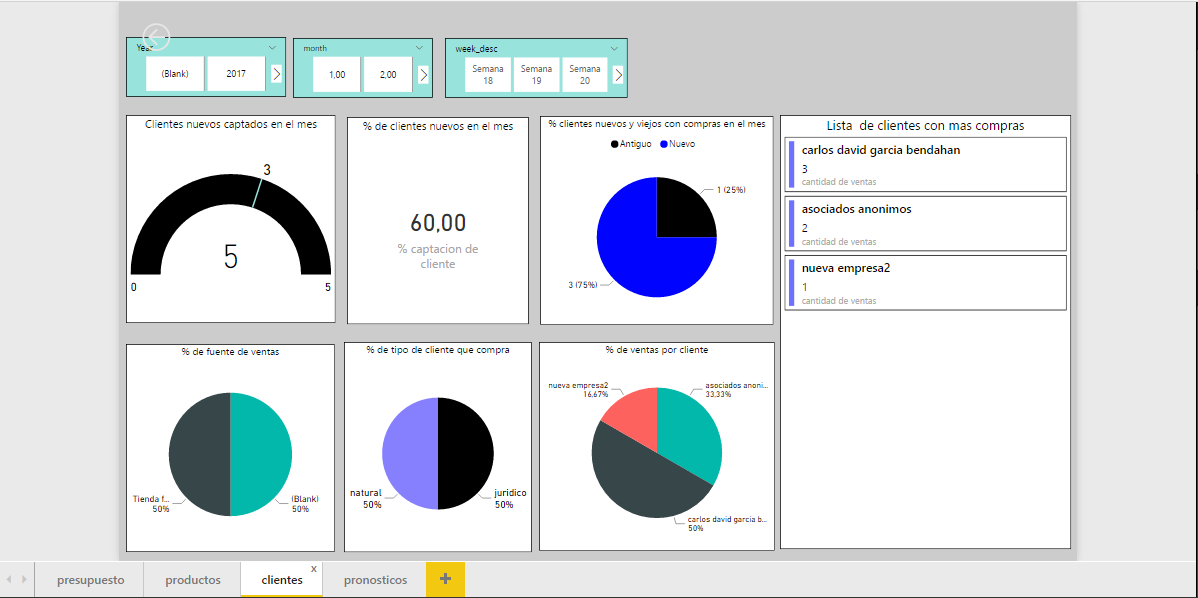 Year
(Blank)
2017
month
1,00
2,00
week_desc
Semana
18
Semana
19
Semana
20
Clientes nuevos captados en el mes
3
5
0
5
% de clientes nuevos en el mes
60,00
% captacion de
cliente
% clientes nuevos y viejos con compras en el mes
Antiguo
Nuevo
1 (25%)
3 (75%)
Lista de clientes con mas compras
carlos david garcia bendahan
3
cantidad de ventas
asociados anonimos
2
cantidad de ventas
nueva empresa2
1
cantidad de ventas
% de fuente de ventas
Tienda f...
50%
(Blank)
50%
% de tipo de cliente que compra
natural
50%
juridico
50%
% de ventas por cliente
nueva empresa2
16,67%
asociados anoni...
33,33%
carlos david garcia b...
50%
presupuesto
productos
clientes
x
pronosticos
+